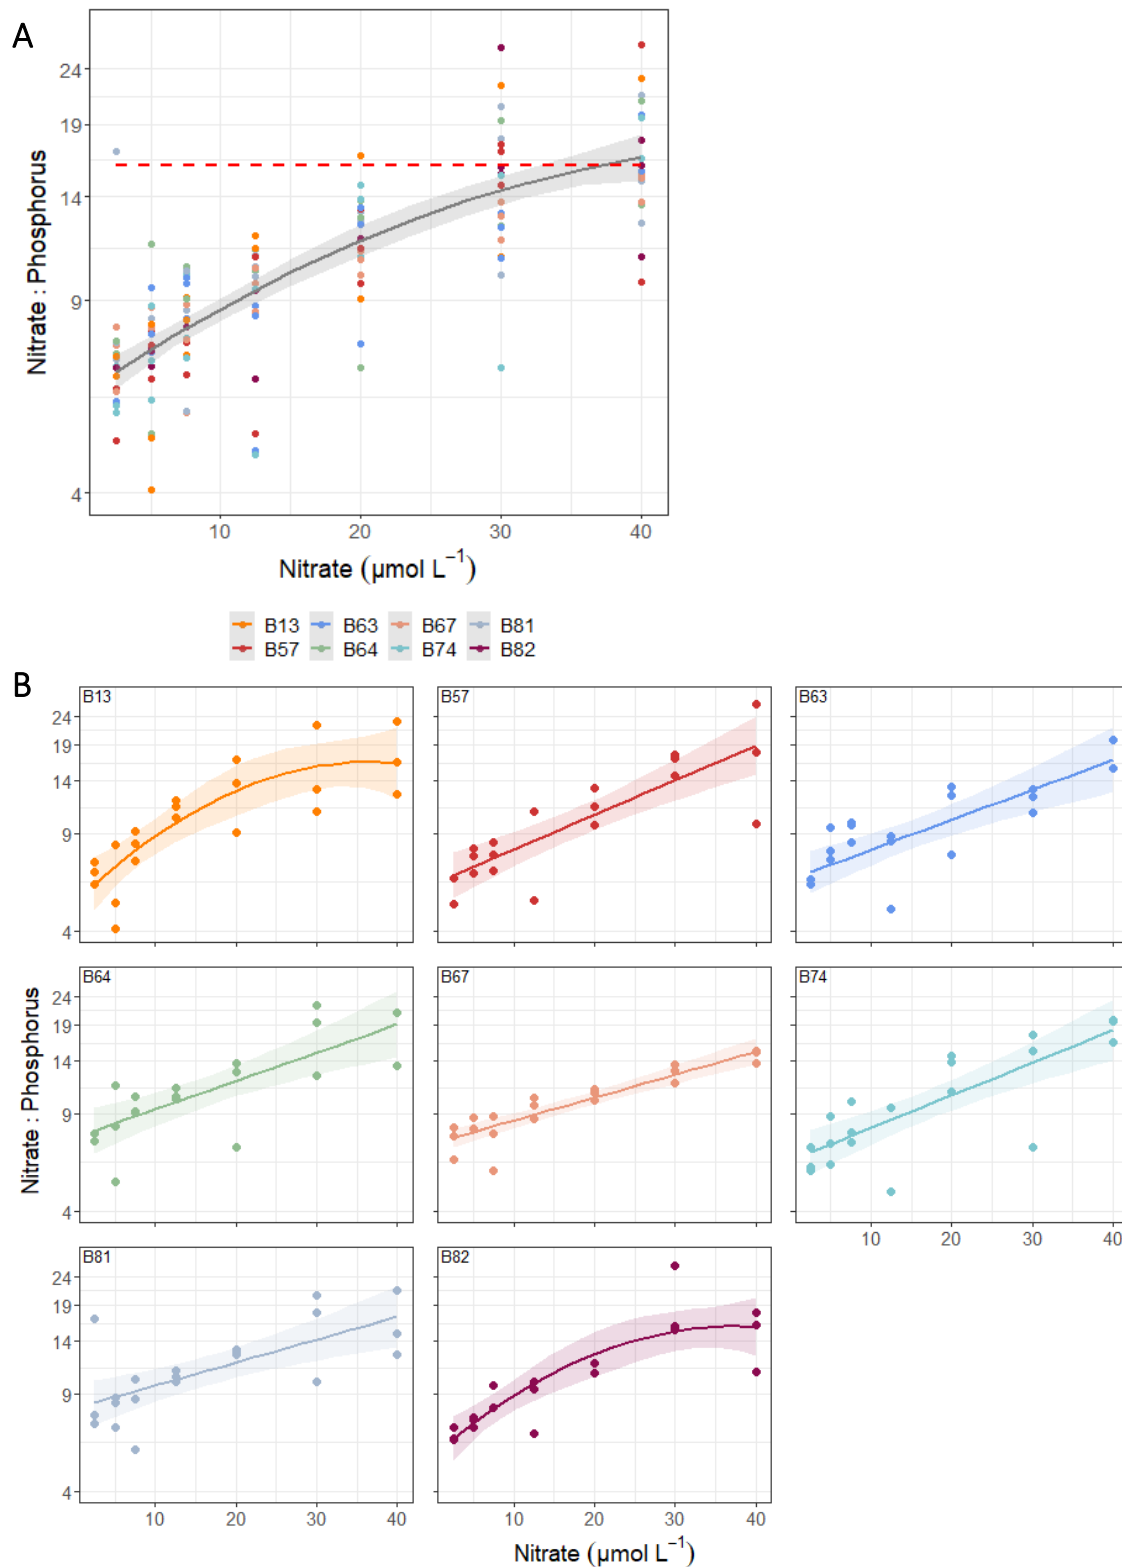 A
24
19
14
9
4
Nitrate : Phosphorus
10 20 30 40
Nitrate (µmol L⁻¹)
B13 B63 B67 B81
B57 B64 B74 B82
B
B13 B57 B63
24
19
14
9
4
B64 B67 B74
24
19
14
9
4
Nitrate : Phosphorus
10 20 30 40
B81 B82
24
19
14
9
4
10 20 30 40 10 20 30 40
Nitrate (µmol L⁻¹)